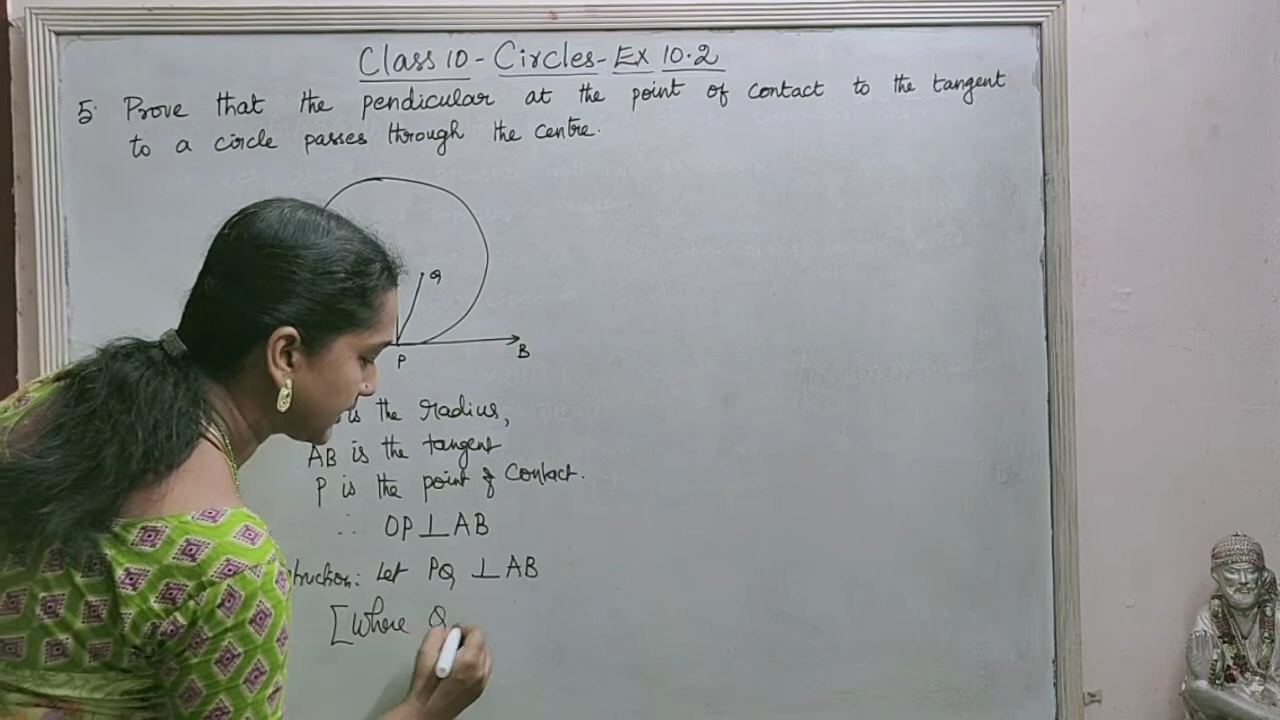 Class 10 - Circles - Ex 10.2
5. Prove that the pendicular at the point of contact to the tangent
to a circle passes through the centre.
Q
P
B
is the radius,
AB is the tangent
P is the point of Contact.
∴ OP ⊥ AB
truction: Let PQ ⊥ AB
[Where Q